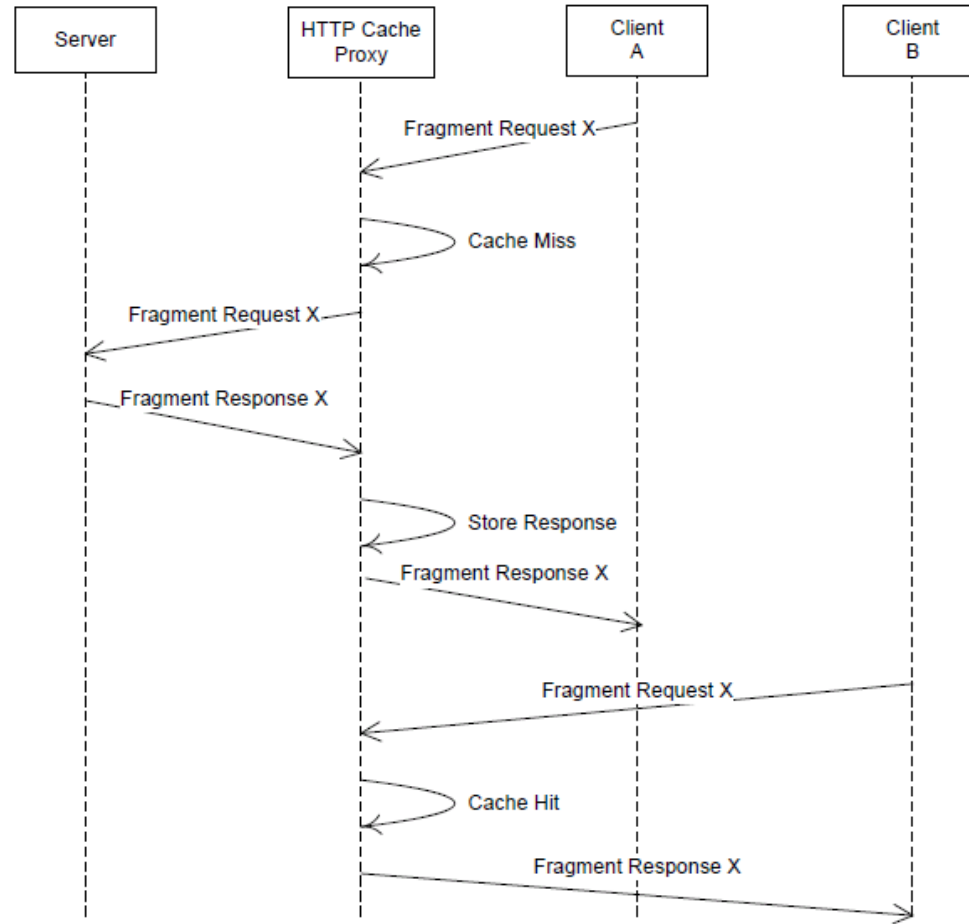 Server
HTTP Cache
Proxy
Client
A
Client
B
Fragment Request X
Cache Miss
Fragment Request X
Fragment Response X
Store Response
Fragment Response X
Fragment Request X
Cache Hit
Fragment Response X